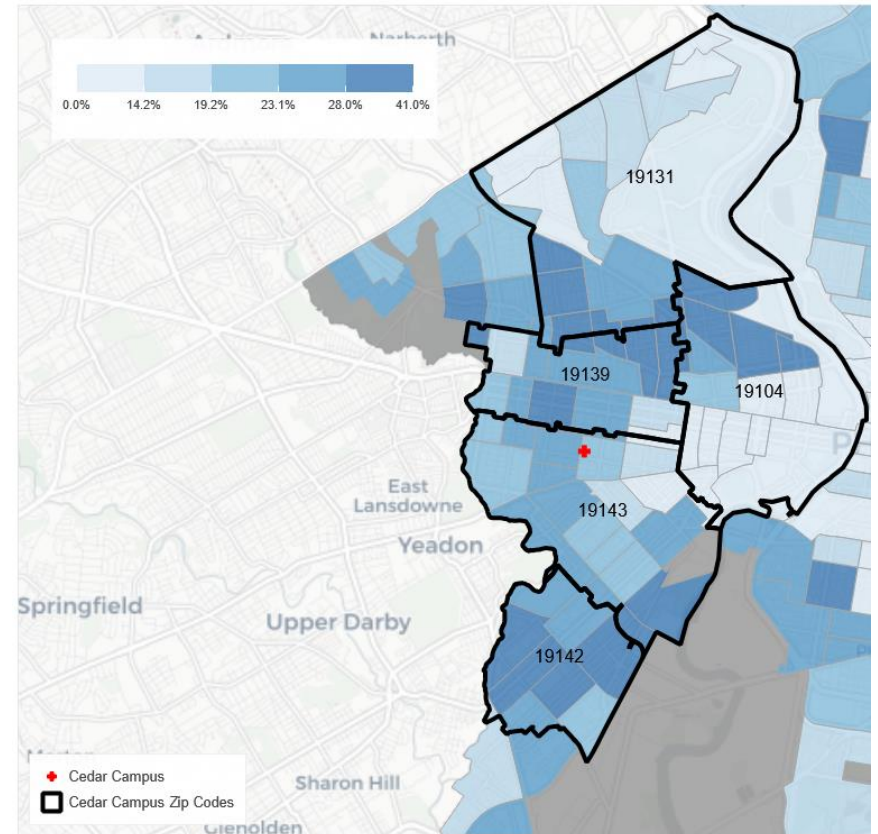 Narberth
0.0% 14.2% 19.2% 23.1% 28.0% 41.0%
19131
19139
19104
East
Lansdowne
19143
Yeadon
Springfield
Upper Darby
19142
Cedar Campus
Cedar Campus Zip Codes
Sharon Hill
Glenolden